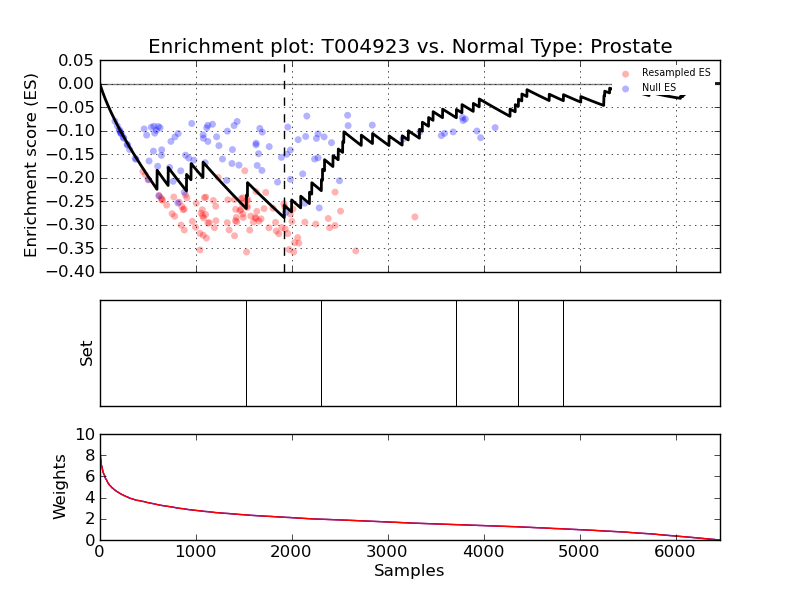 Enrichment plot: T004923 vs. Normal Type: Prostate
Enrichment score (ES)
0.05
0.00
−0.05
−0.10
−0.15
−0.20
−0.25
−0.30
−0.35
−0.40
Resampled ES
Null ES
Set
Weights
10
8
6
4
2
0
0 1000 2000 3000 4000 5000 6000
Samples